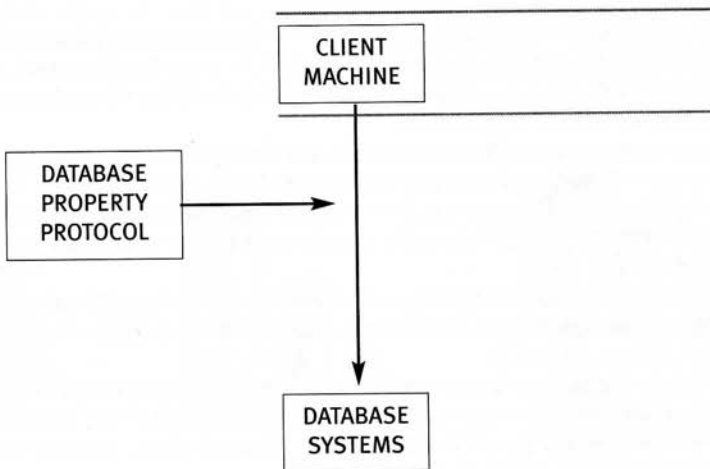 CLIENT
MACHINE
DATABASE
PROPERTY
PROTOCOL
DATABASE
SYSTEMS